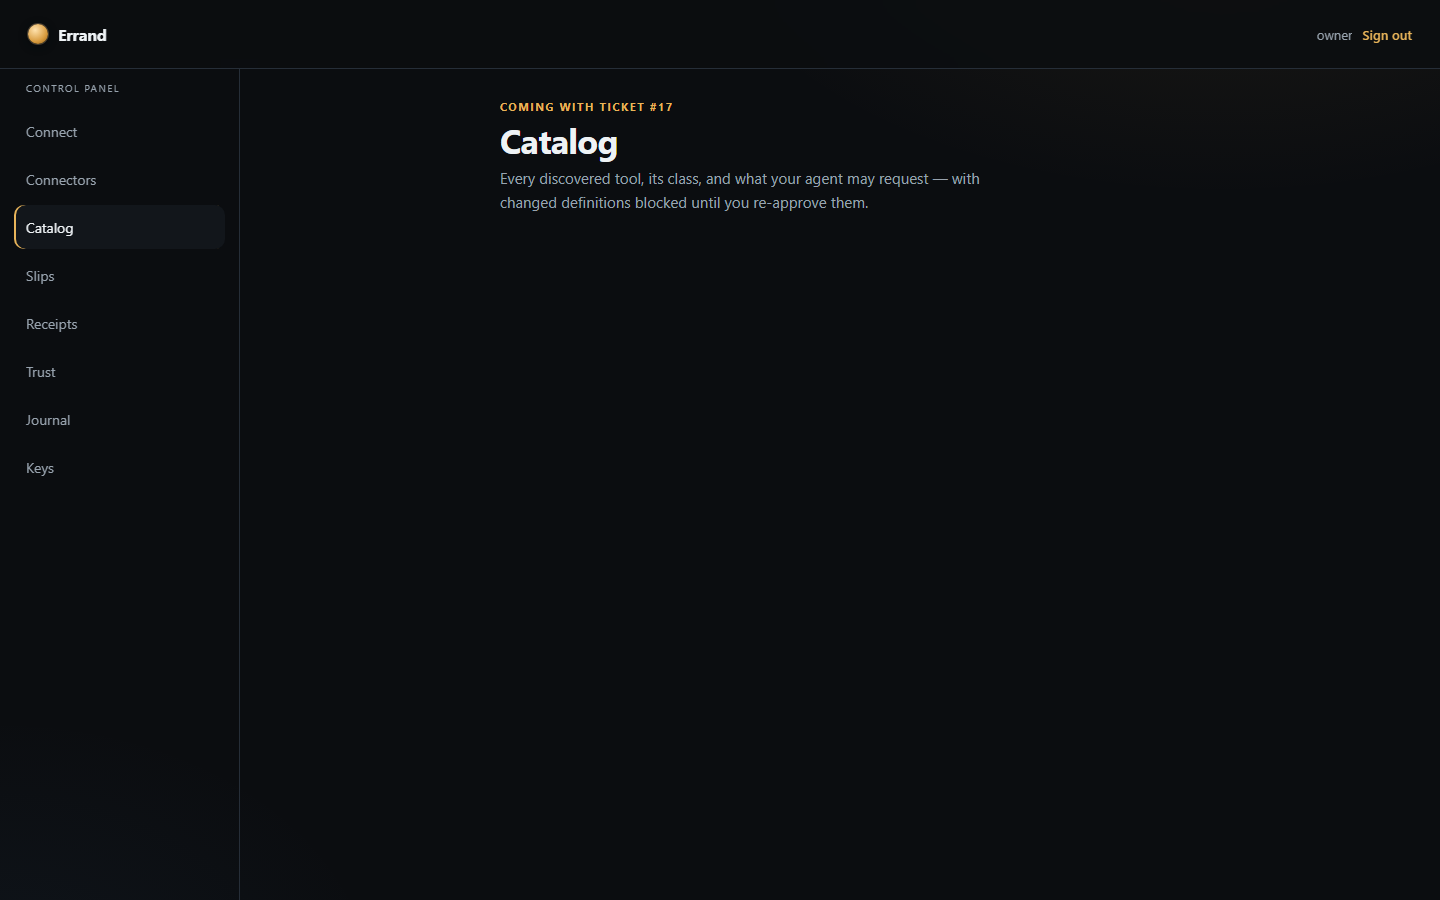 Errand
owner Sign out
CONTROL PANEL
Connect
Connectors
Catalog
Slips
Receipts
Trust
Journal
Keys
COMING WITH TICKET #17
Catalog
Every discovered tool, its class, and what your agent may request — with
changed definitions blocked until you re-approve them.